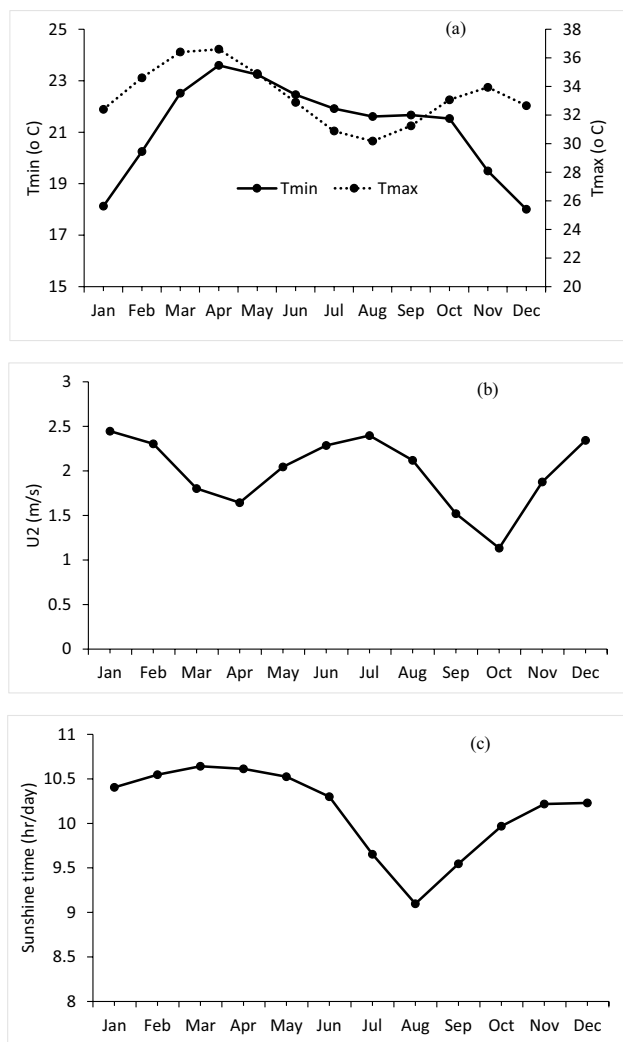 (a)
Tmin (o C)
25
23
21
19
17
15
Tmin
Tmax
Tmax (o C)
38
36
34
32
30
28
26
24
22
20
Jan Feb Mar Apr May Jun Jul Aug Sep Oct Nov Dec
(b)
U2 (m/s)
3
2.5
2
1.5
1
0.5
0
Jan Feb Mar Apr May Jun Jul Aug Sep Oct Nov Dec
(c)
Sunshine time (hr/day)
11
10.5
10
9.5
9
8.5
8
Jan Feb Mar Apr May Jun Jul Aug Sep Oct Nov Dec